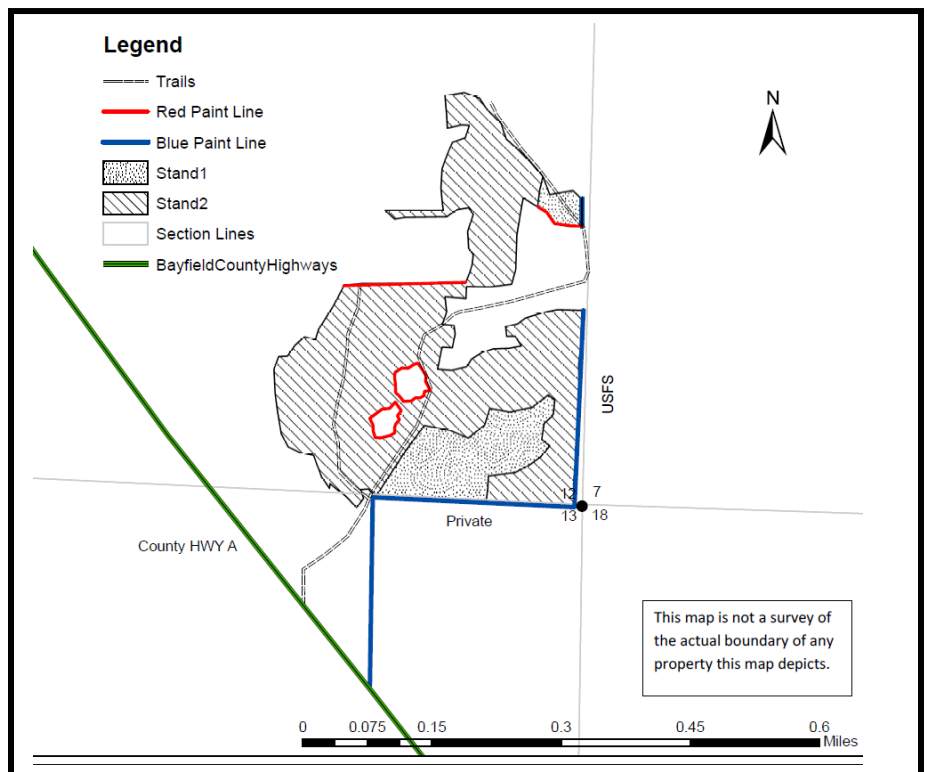 Legend
Trails
Red Paint Line
Blue Paint Line
Stand1
Stand2
Section Lines
BayfieldCountyHighways
N
USFS
12 7
13 18
Private
County HWY A
This map is not a survey of
the actual boundary of any
property this map depicts.
0 0.075 0.15 0.3 0.45 0.6
Miles